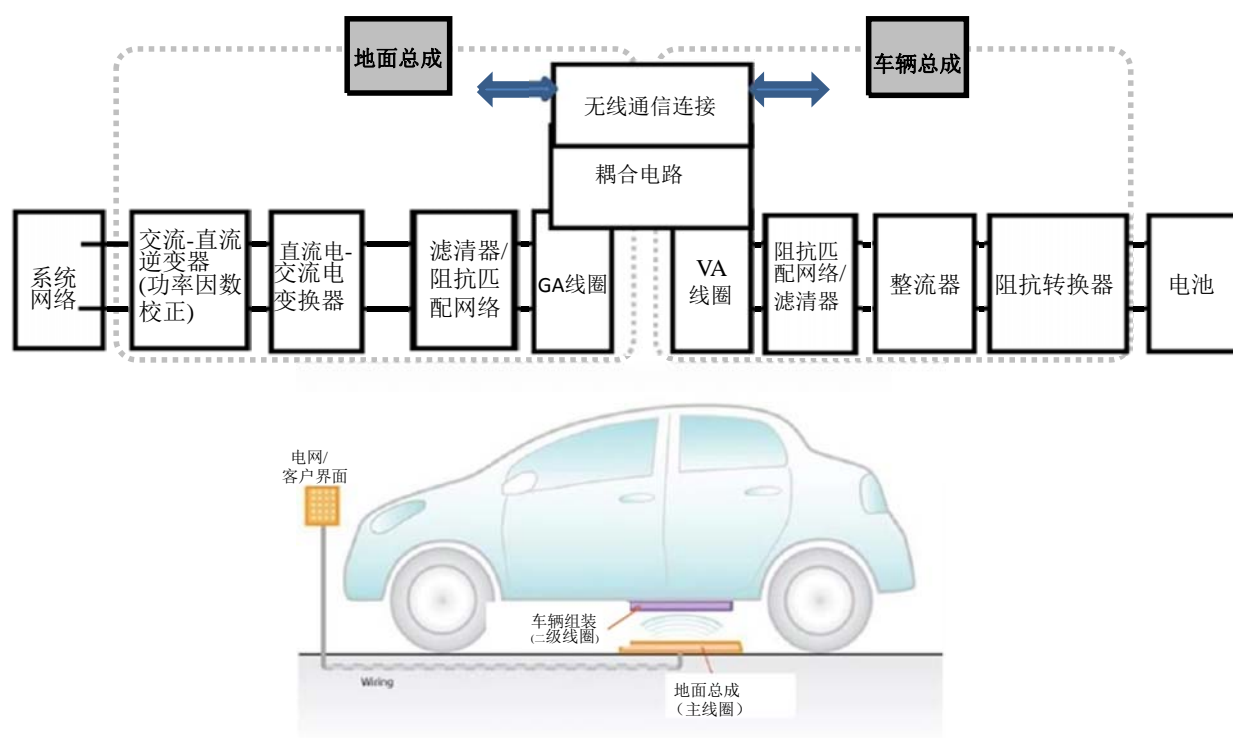 地面总成
车辆总成
无线通信连接
耦合电路
系统
网络
交流-直流
逆变器
(功率因数
校正)
直流电-
交流电
变换器
滤清器/
阻抗匹
配网络
GA线圈
VA
线圈
阻抗匹
配网络/
滤清器
整流器
阻抗转换器
电池
电网/
客户界面
车辆组装
(二级线圈)
Wiring
地面总成
（主线圈）